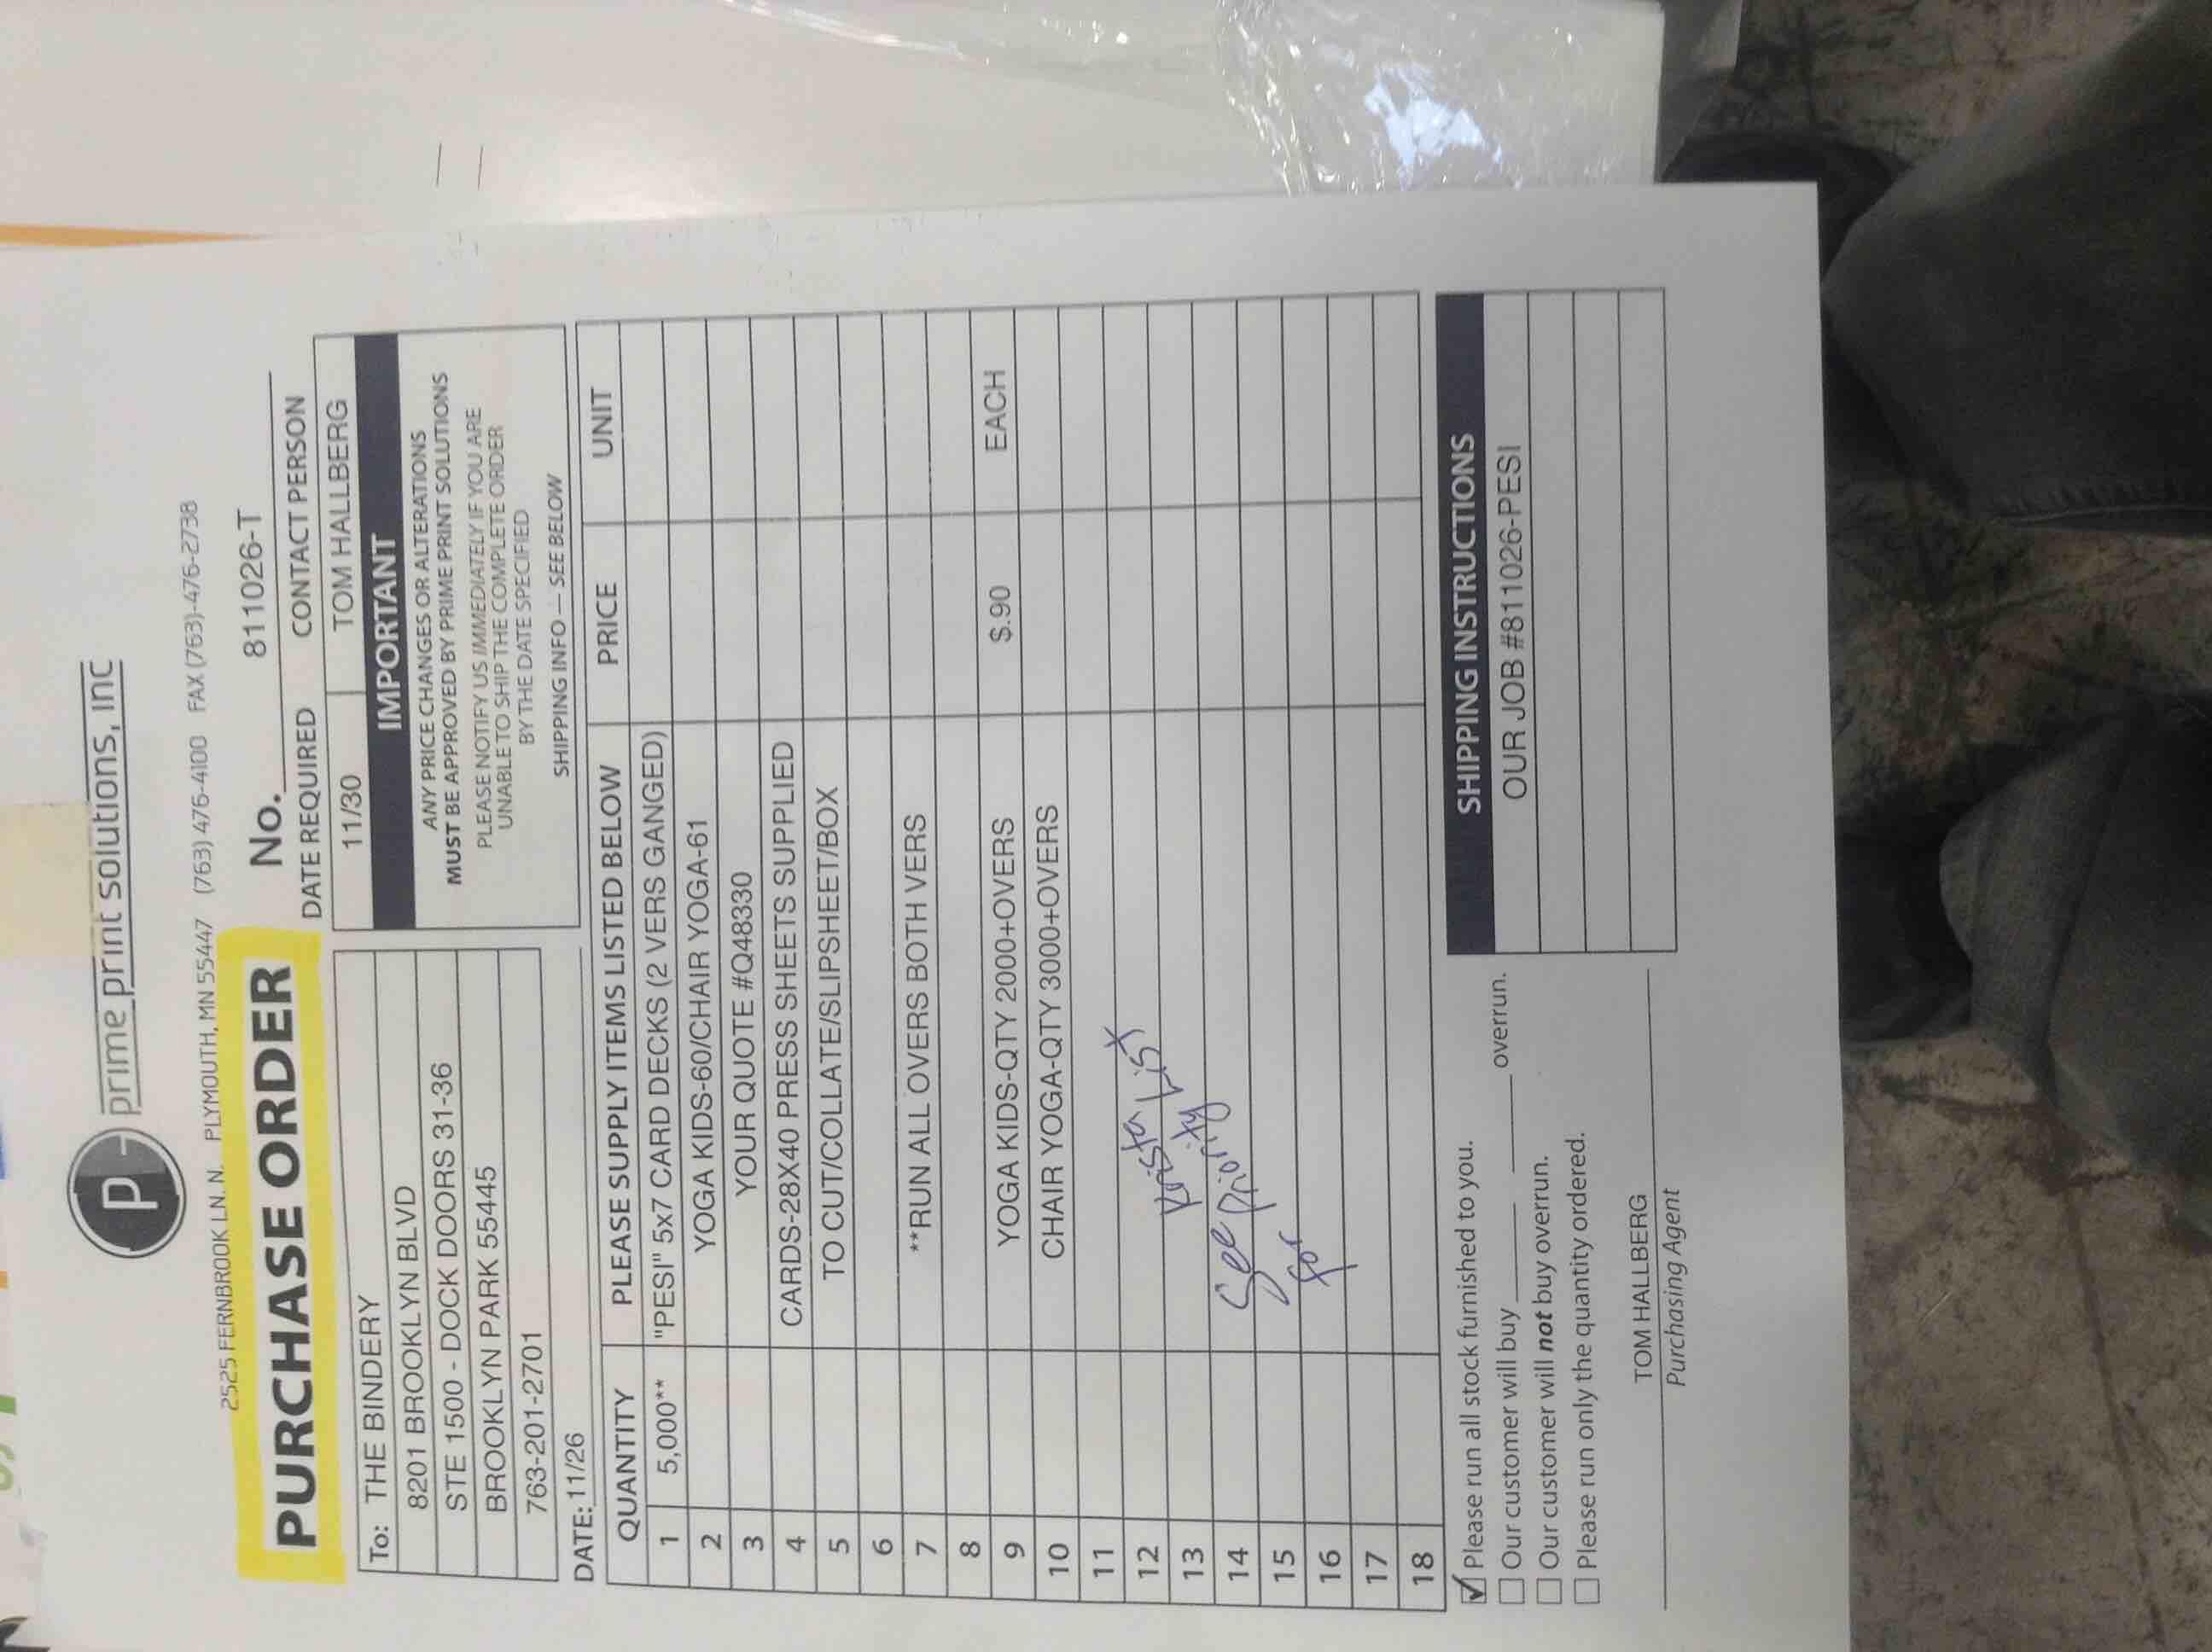 P
prime print solutions, inc
2525 FERNBROOK LN. N. PLYMOUTH, MN 55447 (763) 476-4100 FAX (763)-476-2738
PURCHASE ORDER No. 811026-T
To: THE BINDERY
8201 BROOKLYN BLVD
STE 1500 - DOCK DOORS 31-36
BROOKLYN PARK 55445
763-201-2701
DATE: 11/26
DATE REQUIRED CONTACT PERSON
11/30 TOM HALLBERG
IMPORTANT
ANY PRICE CHANGES OR ALTERATIONS
MUST BE APPROVED BY PRIME PRINT SOLUTIONS
PLEASE NOTIFY US IMMEDIATELY IF YOU ARE
UNABLE TO SHIP THE COMPLETE ORDER
BY THE DATE SPECIFIED
SHIPPING INFO — SEE BELOW
QUANTITY PLEASE SUPPLY ITEMS LISTED BELOW PRICE UNIT
1 5,000** "PESI" 5x7 CARD DECKS (2 VERS GANGED)
2 YOGA KIDS-60/CHAIR YOGA-61
3 YOUR QUOTE #Q48330
4 CARDS-28X40 PRESS SHEETS SUPPLIED
5 TO CUT/COLLATE/SLIPSHEET/BOX
6
7 **RUN ALL OVERS BOTH VERS
8
9 YOGA KIDS-QTY 2000+OVERS $.90 EACH
10 CHAIR YOGA-QTY 3000+OVERS
11
12 Krista List
13 Priority
14 See Priority
15
16 for
17
18
✓ Please run all stock furnished to you.
Our customer will buy ______ ______ overrun.
Our customer will not buy overrun.
Please run only the quantity ordered.
TOM HALLBERG
Purchasing Agent
SHIPPING INSTRUCTIONS
OUR JOB #811026-PESI